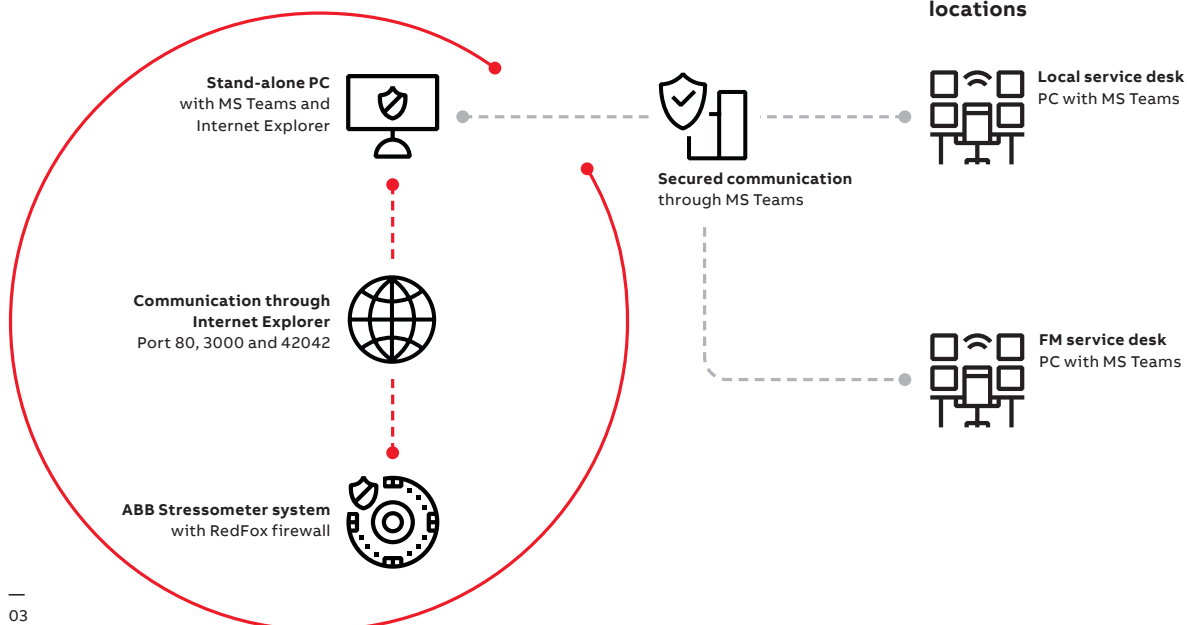 locations
Stand-alone PC
with MS Teams and
Internet Explorer
Local service desk
PC with MS Teams
Secured communication
through MS Teams
Communication through
Internet Explorer
Port 80, 3000 and 42042
FM service desk
PC with MS Teams
ABB Stressometer system
with RedFox firewall
—
03